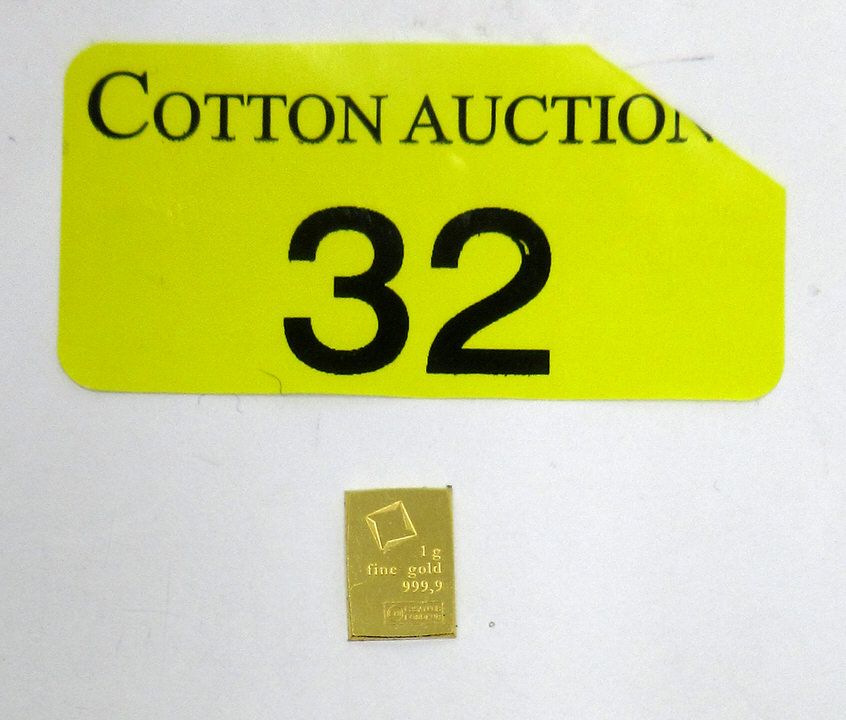 COTTON AUCTION
32
1 g
fine gold
999,9